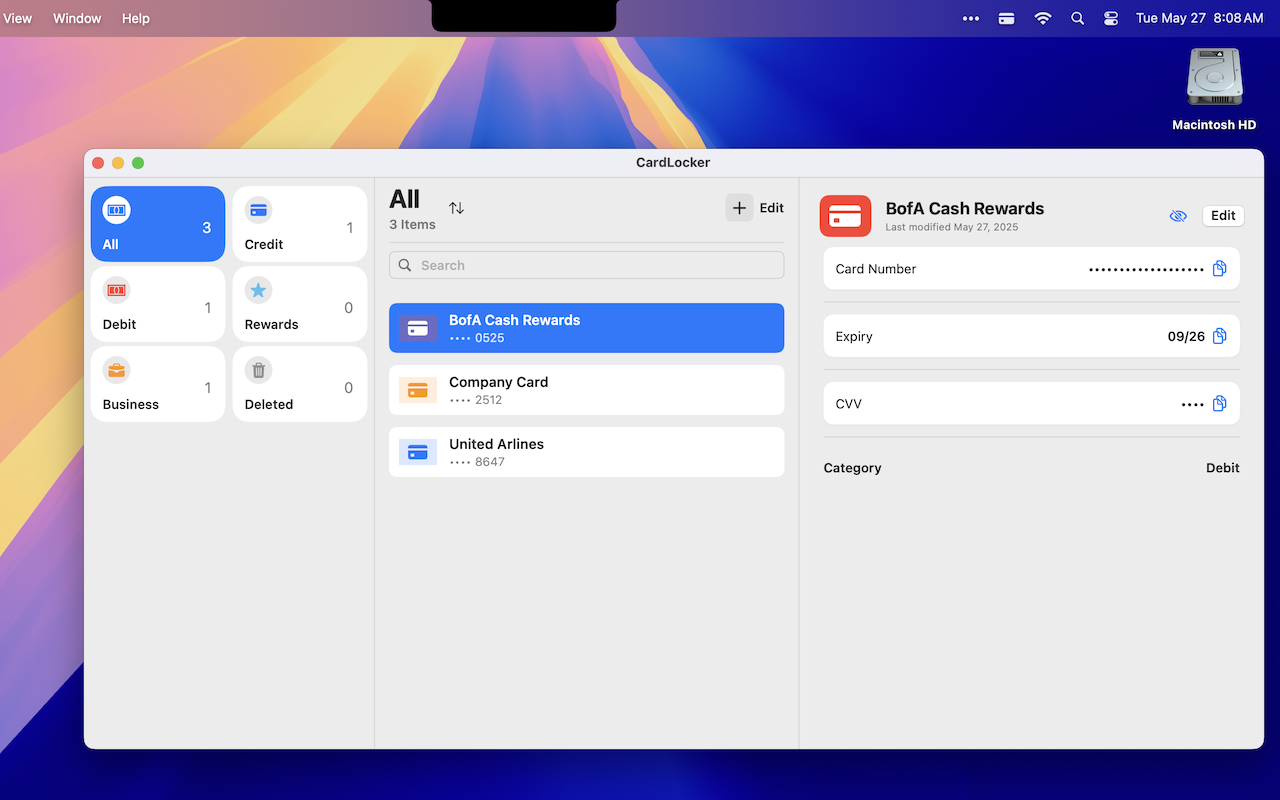 View Window Help
Tue May 27 8:08 AM
Macintosh HD
CardLocker
All
3
Credit
1
Debit
1
Rewards
0
Business
1
Deleted
0
All
3 Items
Edit
Search
BofA Cash Rewards
•••• 0525
Company Card
•••• 2512
United Arlines
•••• 8647
BofA Cash Rewards
Last modified May 27, 2025
Edit
Card Number •••••••••••••••••••
Expiry 09/26
CVV ••••
Category Debit